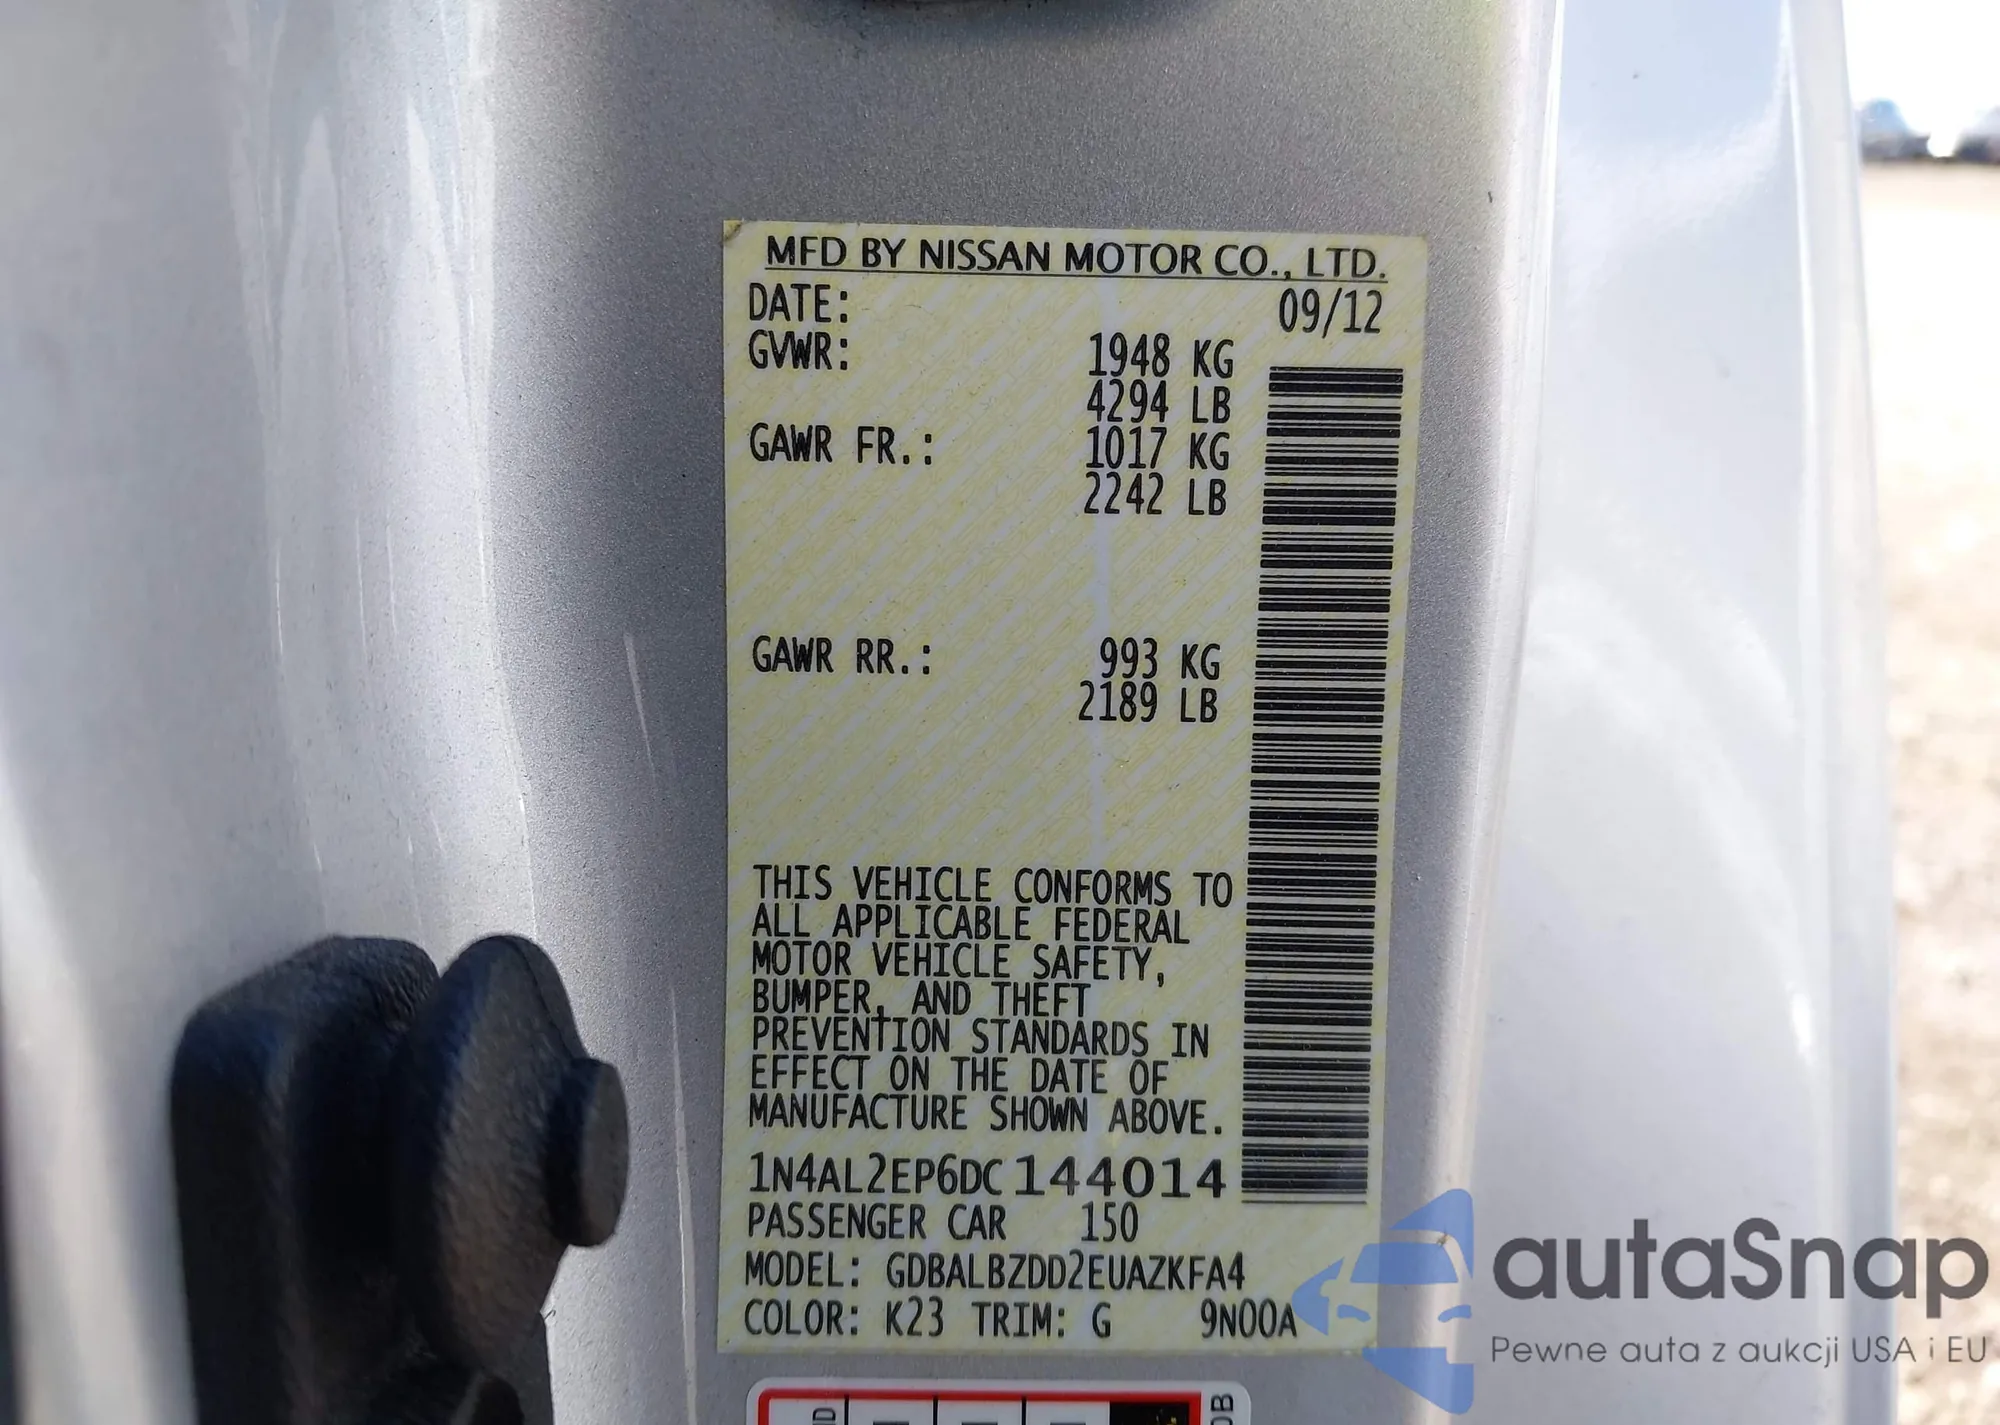 MFD BY NISSAN MOTOR CO., LTD.
DATE: 09/12
GVWR: 1948 KG
4294 LB
GAWR FR.: 1017 KG
2242 LB
GAWR RR.: 993 KG
2189 LB
THIS VEHICLE CONFORMS TO
ALL APPLICABLE FEDERAL
MOTOR VEHICLE SAFETY,
BUMPER, AND THEFT
PREVENTION STANDARDS IN
EFFECT ON THE DATE OF
MANUFACTURE SHOWN ABOVE.
1N4AL2EP6DC144014
PASSENGER CAR 150
MODEL: GDBALBZDD2EUAZKFA4
COLOR: K23 TRIM: G 9N00A
autaSnap
Pewne auta z aukcji USA i EU